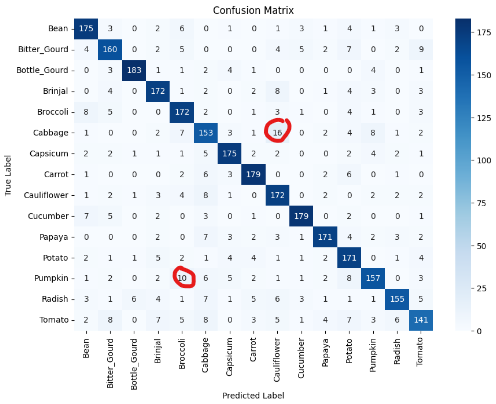 Confusion Matrix
Bean 175 3 0 2 6 0 1 0 1 3 1 4 1 3 0
Bitter_Gourd 4 160 0 2 5 0 0 0 4 5 2 7 0 2 9
Bottle_Gourd 0 3 183 1 1 2 4 1 0 0 0 0 4 0 1
Brinjal 0 4 0 172 1 2 0 2 8 0 1 4 3 0 3
Broccoli 8 5 0 0 172 2 0 1 3 1 0 4 1 0 3
Cabbage 1 0 0 2 7 153 3 1 16 0 2 4 8 1 2
Capsicum 2 2 1 1 1 5 175 2 2 0 0 2 4 2 1
Carrot 1 0 0 0 2 6 3 179 1 0 2 6 0 0 0
Cauliflower 1 2 1 3 4 8 1 0 172 0 2 0 2 2 2
Cucumber 7 5 0 2 0 3 0 1 0 179 0 2 0 0 1
Papaya 0 0 0 2 0 7 3 2 3 1 171 4 2 3 2
Potato 2 1 1 5 2 1 4 4 1 1 2 171 0 1 4
Pumpkin 1 2 0 2 10 6 5 2 1 1 2 8 157 0 3
Radish 3 1 6 4 1 7 1 5 6 3 1 1 1 155 5
Tomato 2 8 0 7 5 8 0 3 5 1 4 7 3 6 141
Bean
Bitter_Gourd
Bottle_Gourd
Brinjal
Broccoli
Cabbage
Capsicum
Carrot
Cauliflower
Cucumber
Papaya
Potato
Pumpkin
Radish
Tomato
Predicted Label
True Label
175
150
125
100
75
50
25
0